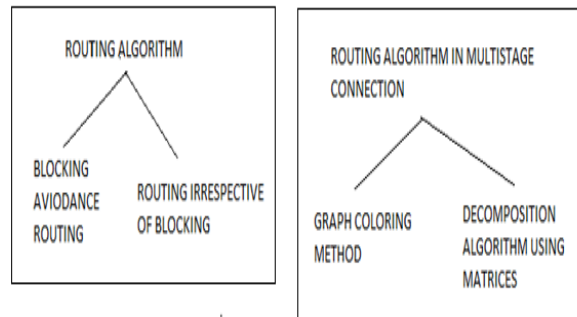 ROUTING ALGORITHM
BLOCKING
AVIODANCE
ROUTING
ROUTING IRRESPECTIVE
OF BLOCKING
ROUTING ALGORITHM IN MULTISTAGE
CONNECTION
GRAPH COLORING
METHOD
DECOMPOSITION
ALGORITHM USING
MATRICES